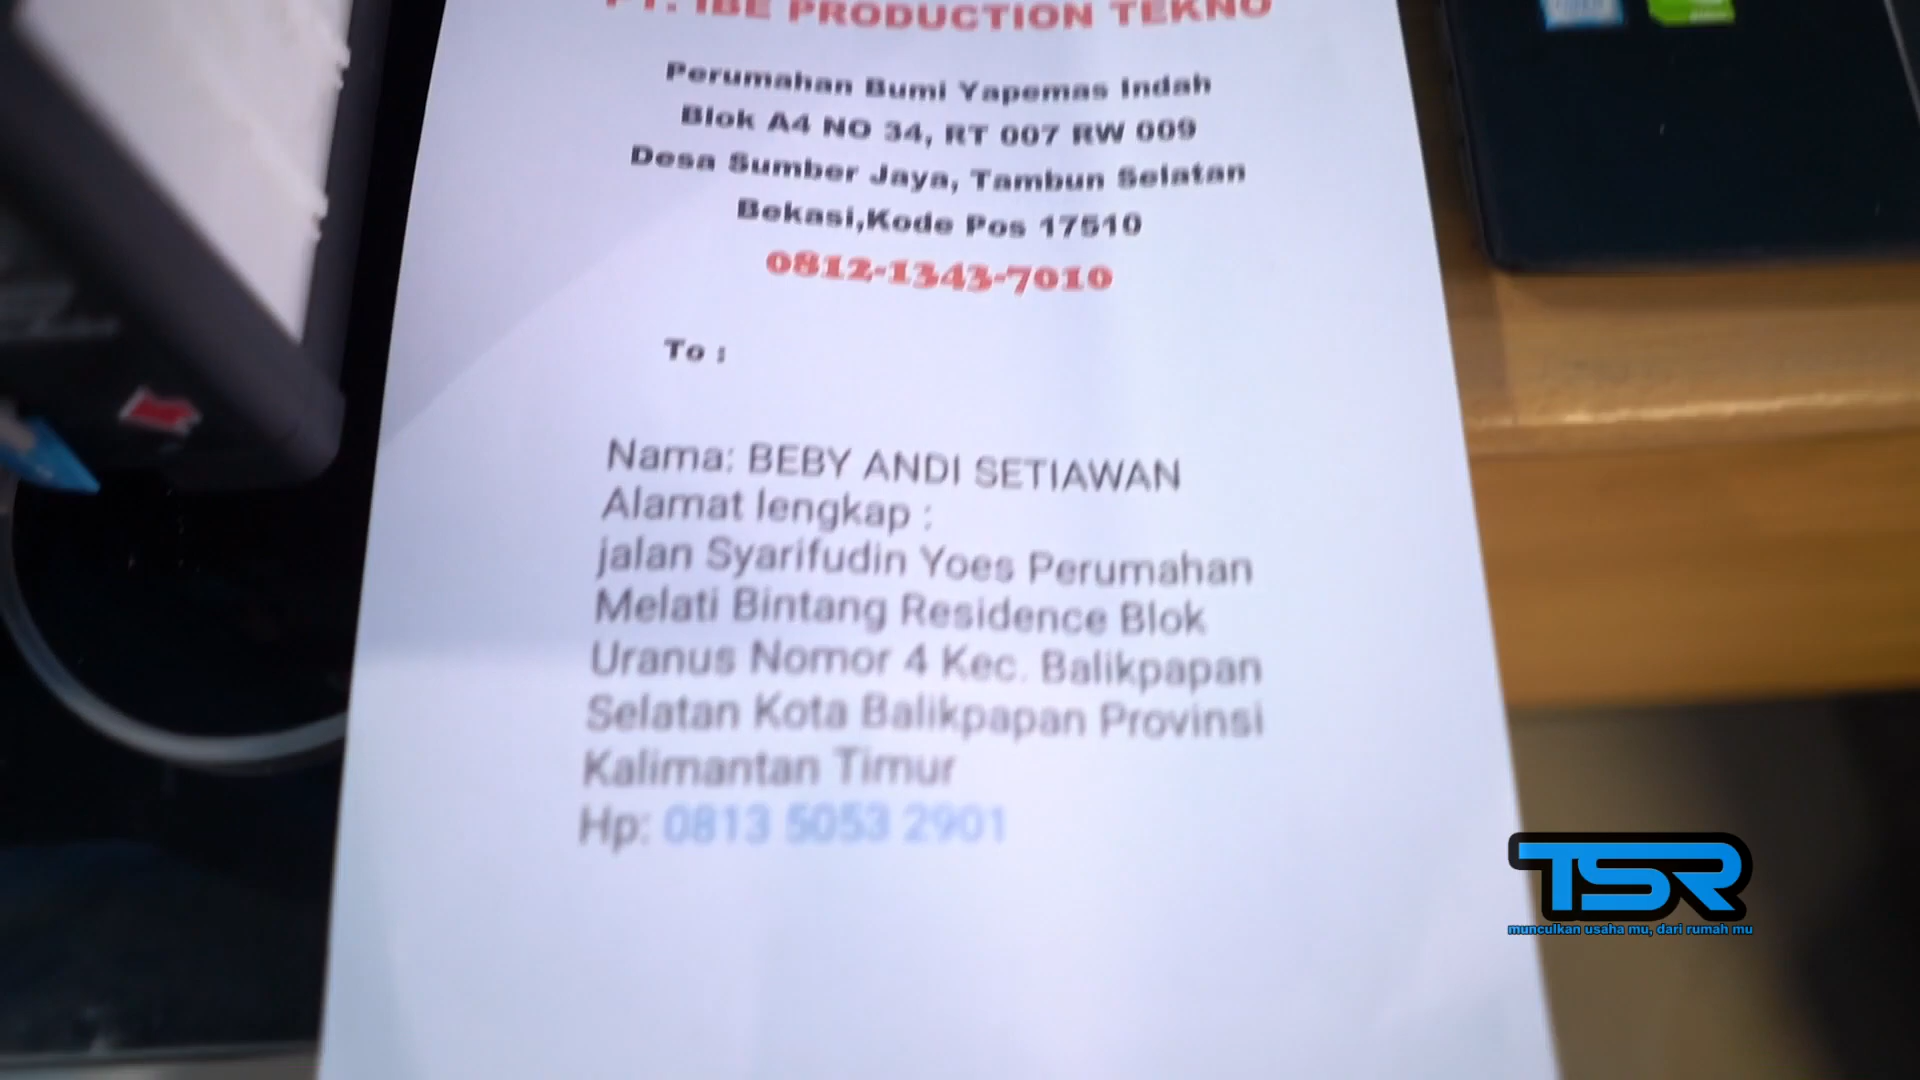 PT. IBE PRODUCTION TEKNO
Perumahan Bumi Yapemas Indah
Blok A4 NO 34, RT 007 RW 009
Desa Sumber Jaya, Tambun Selatan
Bekasi,Kode Pos 17510
0812-1343-7010
To :
Nama: BEBY ANDI SETIAWAN
Alamat lengkap :
jalan Syarifudin Yoes Perumahan
Melati Bintang Residence Blok
Uranus Nomor 4 Kec. Balikpapan
Selatan Kota Balikpapan Provinsi
Kalimantan Timur
Hp: 0813 5053 2901
TSR
munculkan usaha mu, dari rumah mu